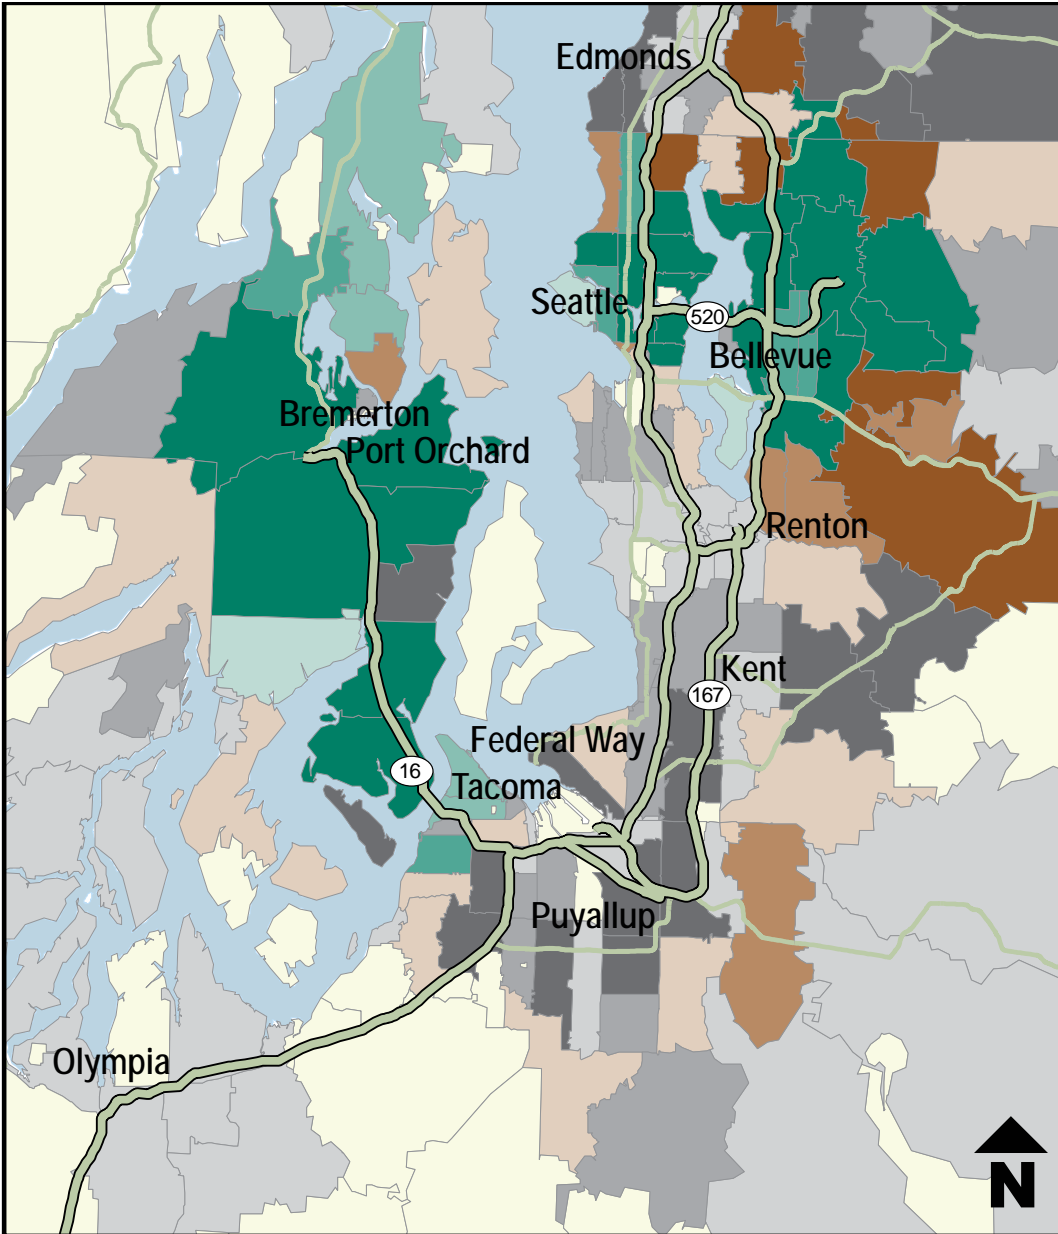 Edmonds
Seattle
520
Bellevue
Bremerton
Port Orchard
Renton
Kent
167
Federal Way
16
Tacoma
Puyallup
Olympia
N